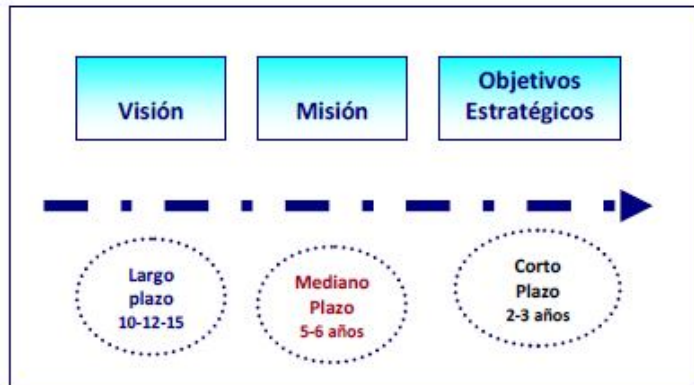 Visión
Misión
Objetivos
Estratégicos
Largo
plazo
10-12-15
Mediano
Plazo
5-6 años
Corto
Plazo
2-3 años